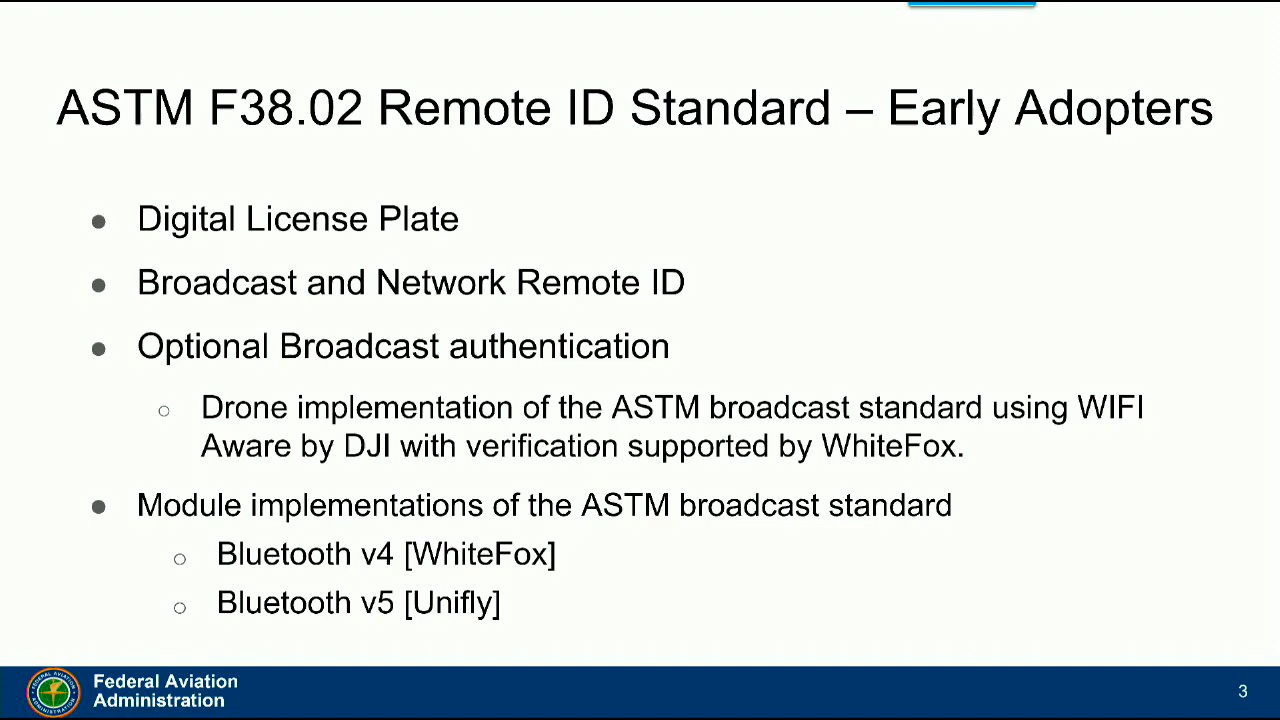 ASTM F38.02 Remote ID Standard – Early Adopters
● Digital License Plate
● Broadcast and Network Remote ID
● Optional Broadcast authentication
○ Drone implementation of the ASTM broadcast standard using WIFI
Aware by DJI with verification supported by WhiteFox.
● Module implementations of the ASTM broadcast standard
○ Bluetooth v4 [WhiteFox]
○ Bluetooth v5 [Unifly]
Federal Aviation
Administration
3